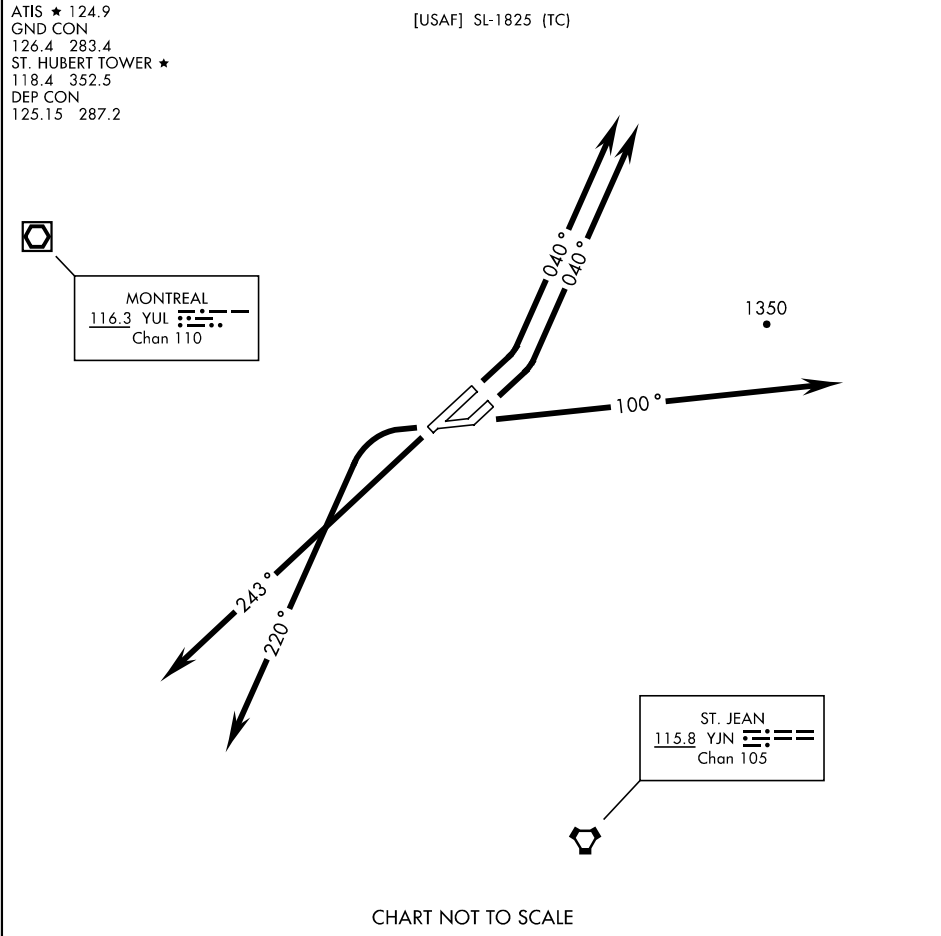 ATIS ★ 124.9
GND CON
126.4 283.4
ST. HUBERT TOWER ★
118.4 352.5
DEP CON
125.15 287.2
[USAF] SL-1825 (TC)
MONTREAL
116.3 YUL
Chan 110
040°
040°
1350
100°
243°
220°
ST. JEAN
115.8 YJN
Chan 105
CHART NOT TO SCALE